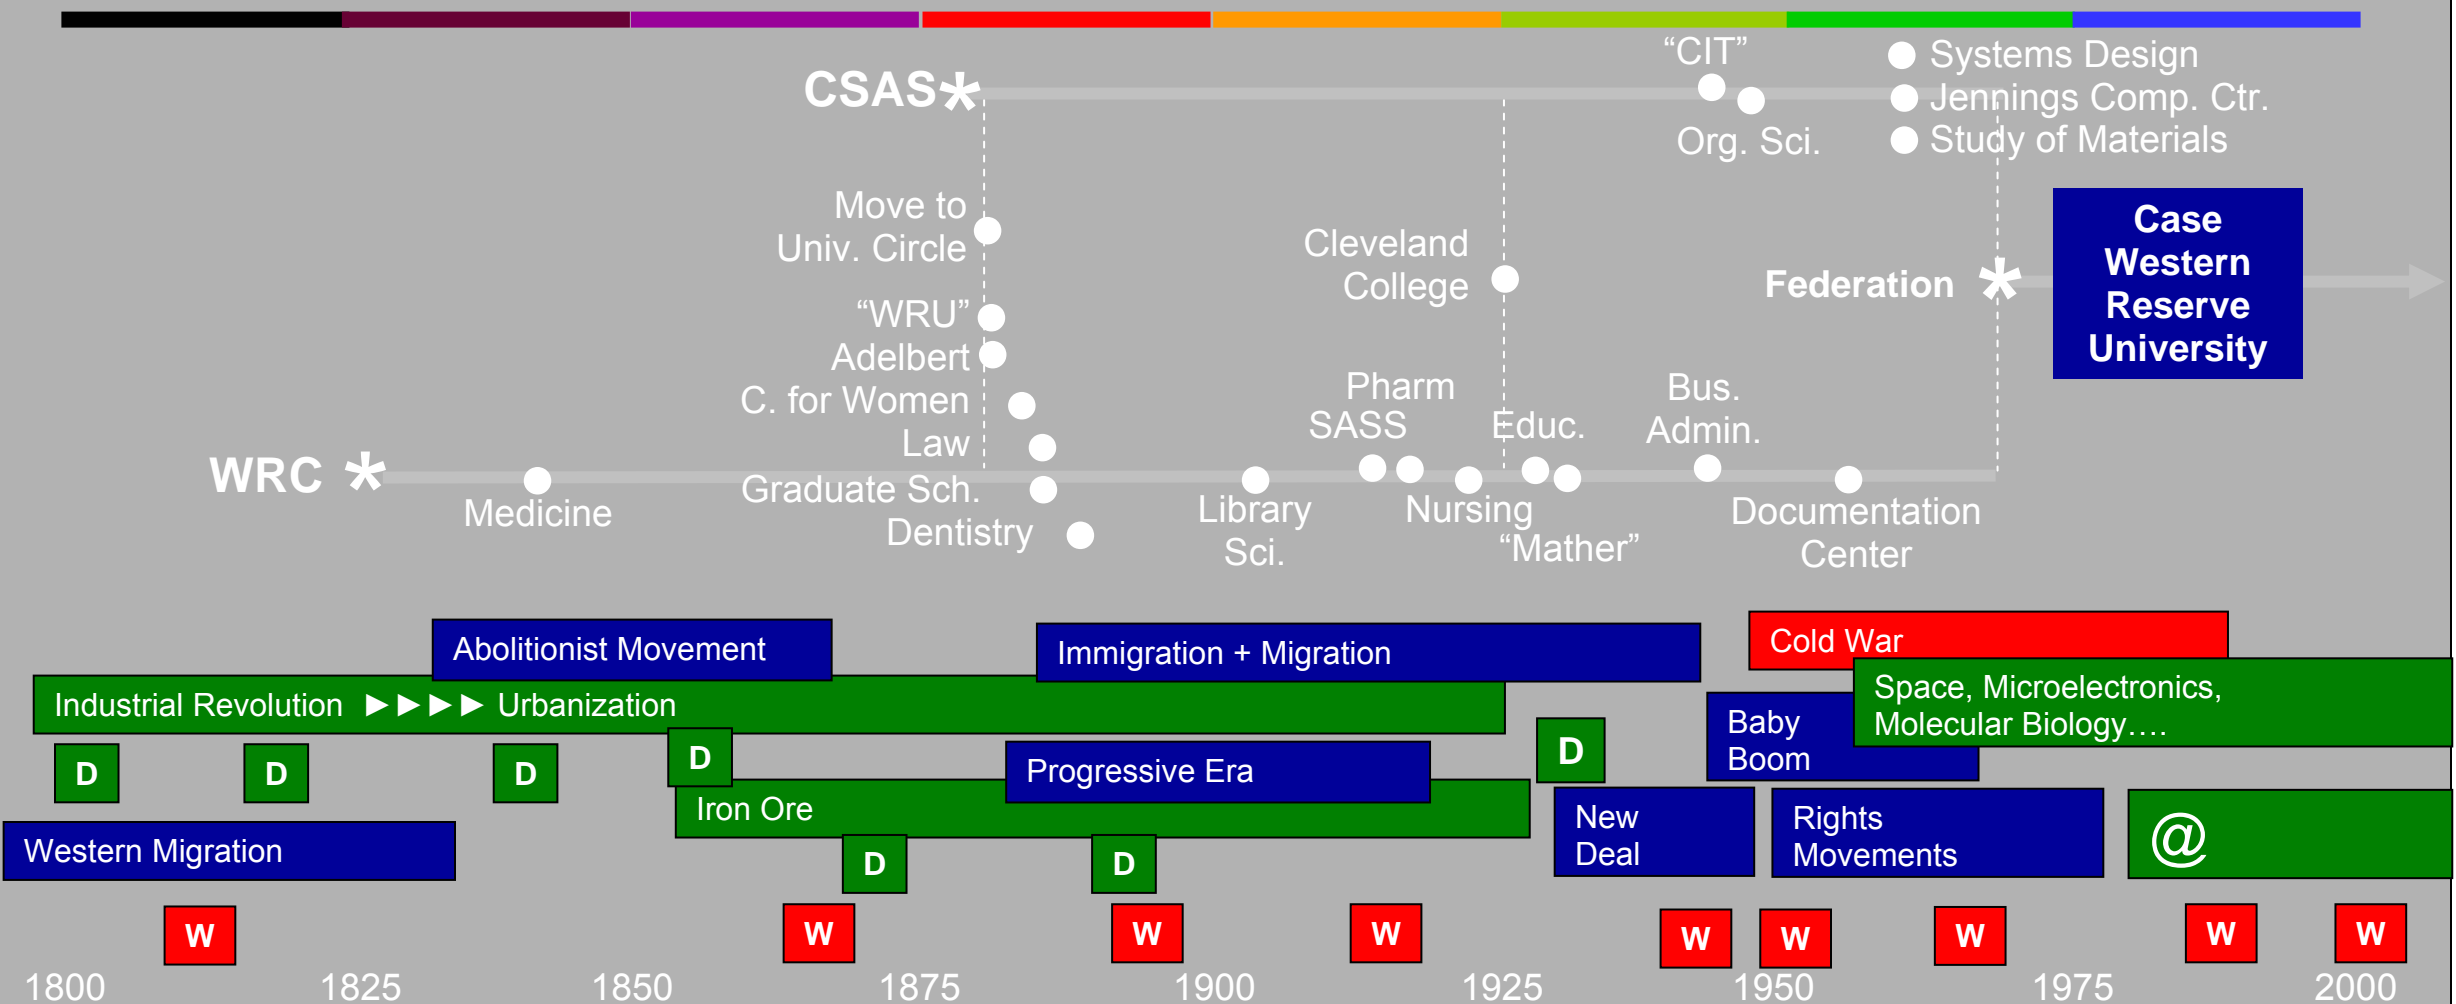 “CIT”
Systems Design
CSAS*
Jennings Comp. Ctr.
Org. Sci.
Study of Materials
Move to
Univ. Circle
Cleveland
College
Federation *
Case
Western
Reserve
University
“WRU”
Adelbert
C. for Women
Law
Graduate Sch.
Dentistry
Pharm
SASS
Educ.
Bus.
Admin.
WRC *
Medicine
Library
Sci.
Nursing
“Mather”
Documentation
Center
Abolitionist Movement
Immigration + Migration
Cold War
Industrial Revolution ►►►► Urbanization
Space, Microelectronics,
Molecular Biology….
Baby
Boom
D
D
D
D
D
Progressive Era
Iron Ore
New
Deal
Rights
Movements
@
Western Migration
D
D
W
W
W
W
W
W
W
W
W
1800
1825
1850
1875
1900
1925
1950
1975
2000